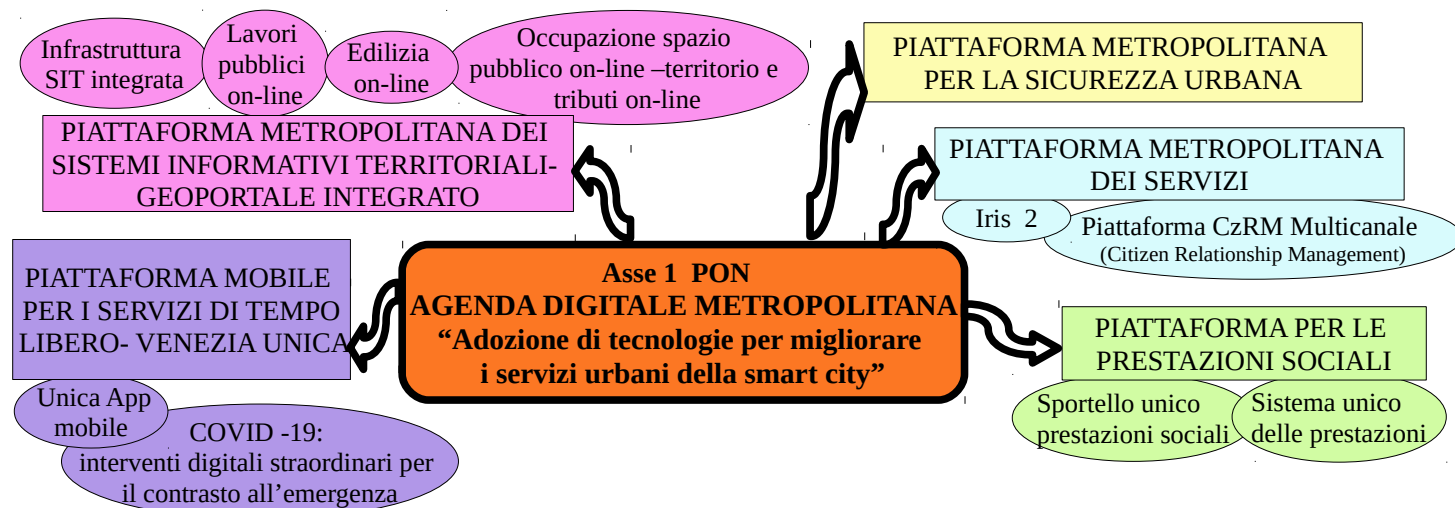 Infrastruttura
SIT integrata
Lavori
pubblici
on-line
Edilizia
on-line
Occupazione spazio
pubblico on-line –territorio e
tributi on-line
PIATTAFORMA METROPOLITANA DEI
SISTEMI INFORMATIVI TERRITORIALI-
GEOPORTALE INTEGRATO
PIATTAFORMA METROPOLITANA
PER LA SICUREZZA URBANA
PIATTAFORMA METROPOLITANA
DEI SERVIZI
Iris 2
Piattaforma CzRM Multicanale
(Citizen Relationship Management)
Asse 1 PON
AGENDA DIGITALE METROPOLITANA
“Adozione di tecnologie per migliorare
i servizi urbani della smart city”
PIATTAFORMA MOBILE
PER I SERVIZI DI TEMPO
LIBERO- VENEZIA UNICA
Unica App
mobile
COVID -19:
interventi digitali straordinari per
il contrasto all’emergenza
PIATTAFORMA PER LE
PRESTAZIONI SOCIALI
Sportello unico
prestazioni sociali
Sistema unico
delle prestazioni